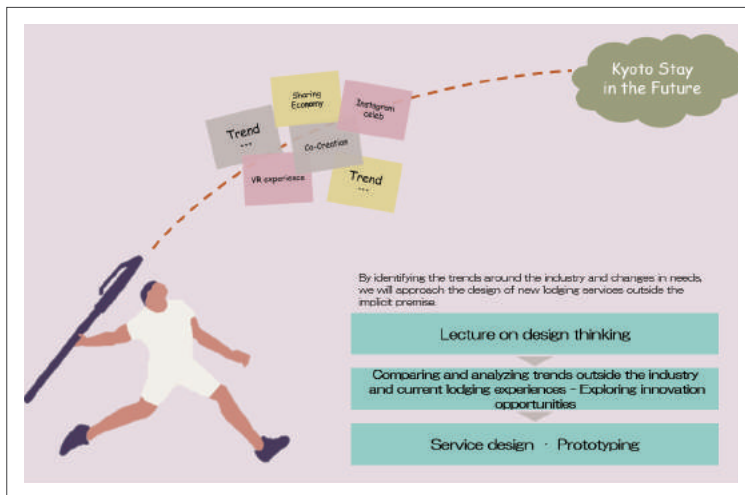 Kyoto Stay
in the Future
Sharing
Economy
Instagram
celeb
Trend
...
Co-Creation
VR experience
Trend
...
By identifying the trends around the industry and changes in needs,
we will approach the design of new lodging services outside the
implicit premise.
Lecture on design thinking
Comparing and analyzing trends outside the industry
and current lodging experiences - Exploring innovation
opportunities
Service design · Prototyping